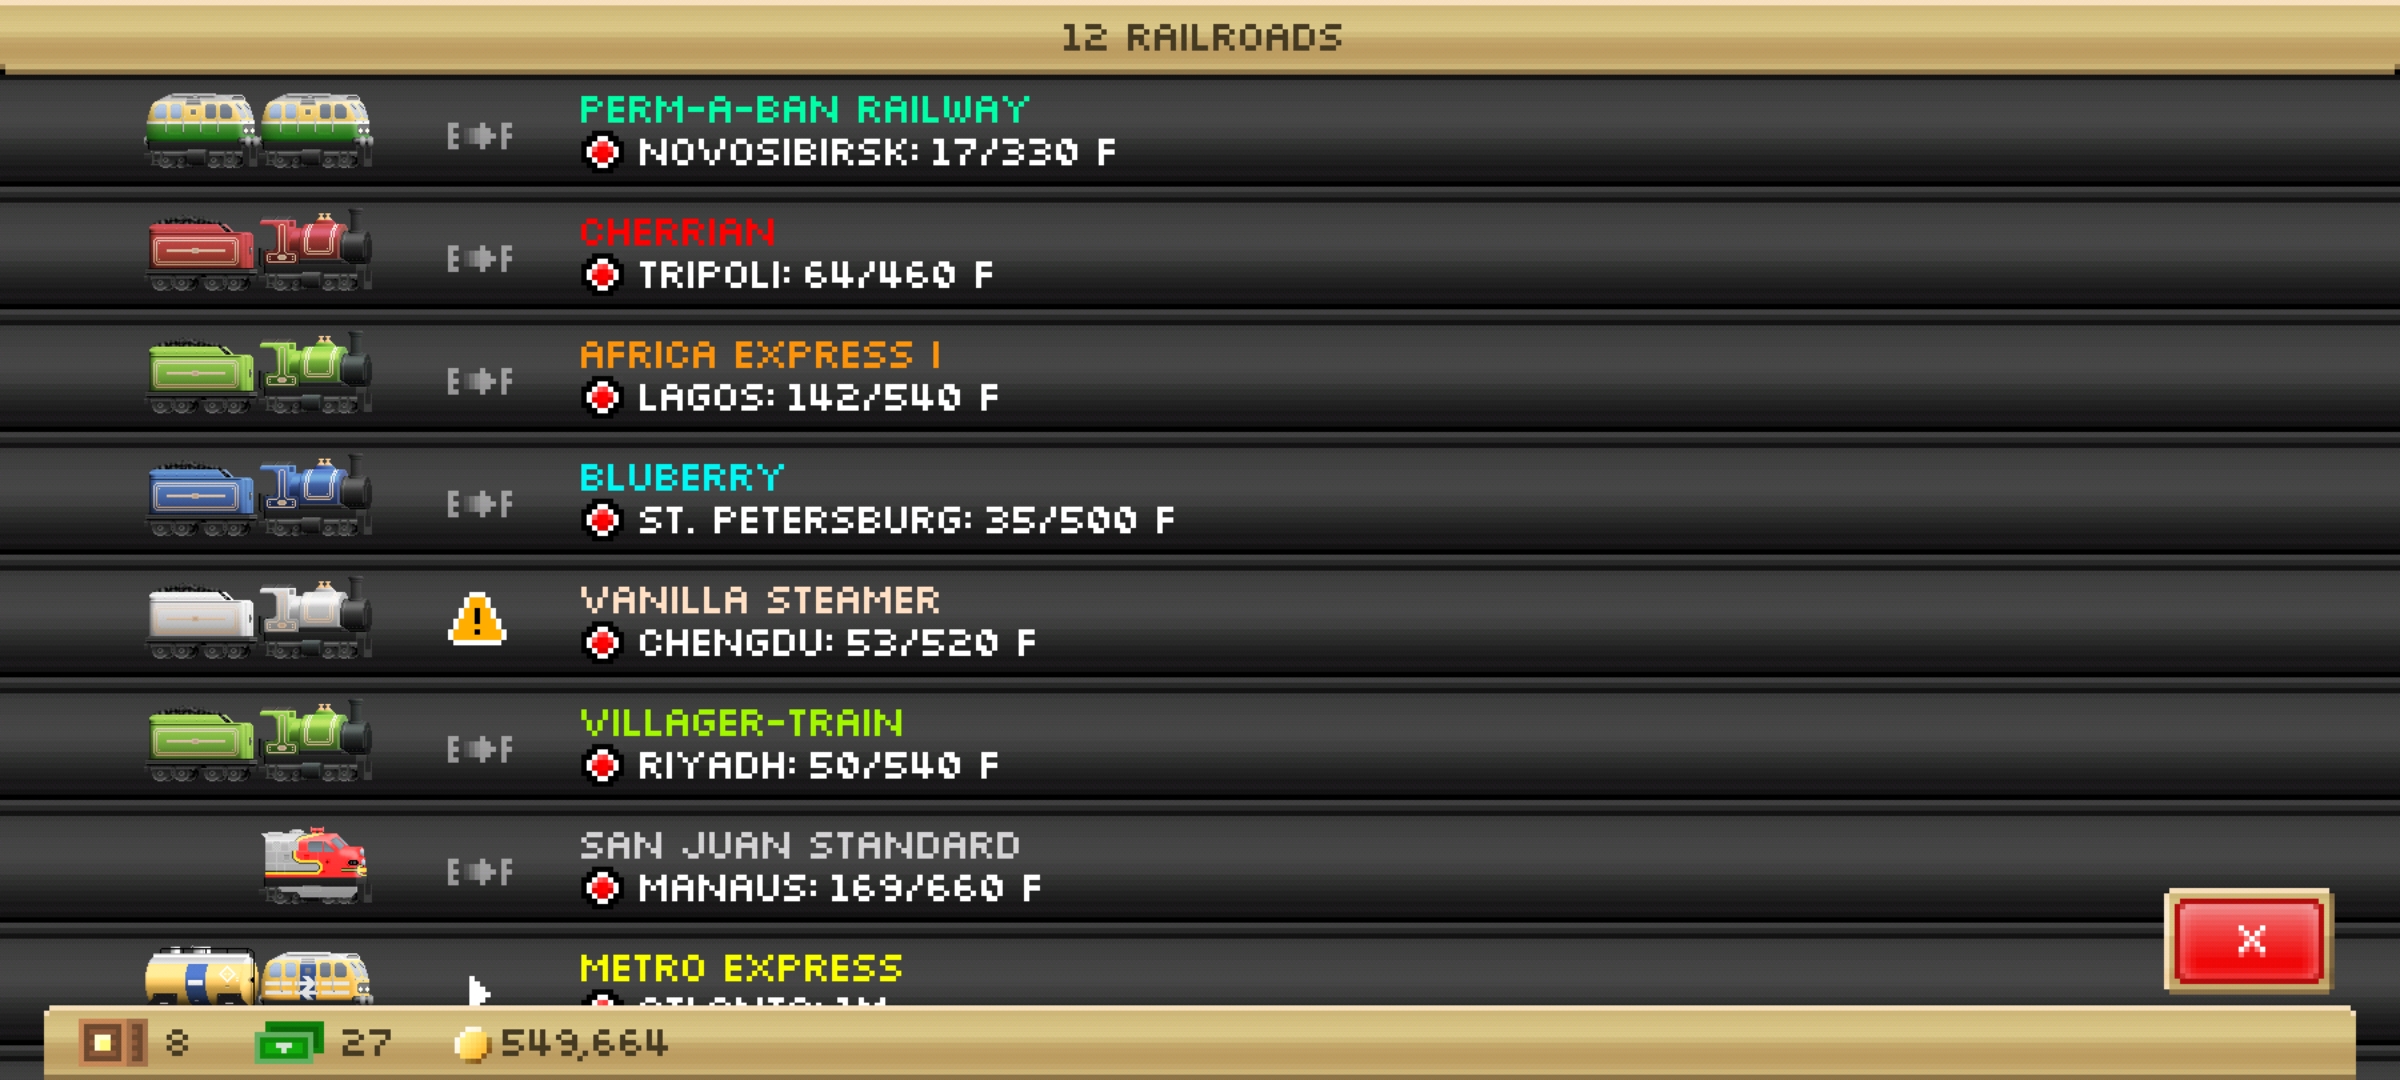 12 RAILROADS
E F
PERM-A-BAN RAILWAY
NOVOSIBIRSK: 17/330 F
E F
CHERRIAN
TRIPOLI: 64/460 F
E F
AFRICA EXPRESS I
LAGOS: 142/540 F
E F
BLUBERRY
ST. PETERSBURG: 35/500 F
VANILLA STEAMER
CHENGDU: 53/520 F
E F
VILLAGER-TRAIN
RIYADH: 50/540 F
E F
SAN JUAN STANDARD
MANAUS: 169/660 F
METRO EXPRESS
X
8 27 549,664